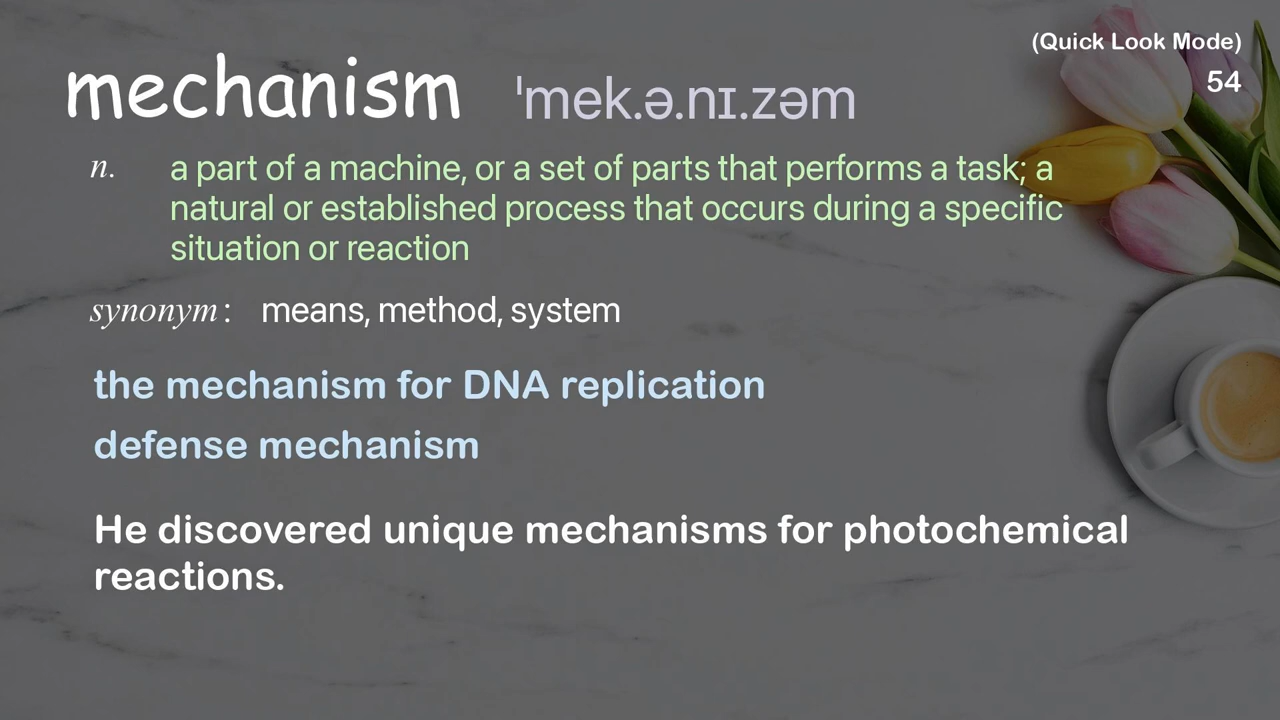 (Quick Look Mode)
54
mechanism ˈmek.ə.nɪ.zəm
n. a part of a machine, or a set of parts that performs a task; a
natural or established process that occurs during a specific
situation or reaction
synonym: means, method, system
the mechanism for DNA replication
defense mechanism
He discovered unique mechanisms for photochemical
reactions.